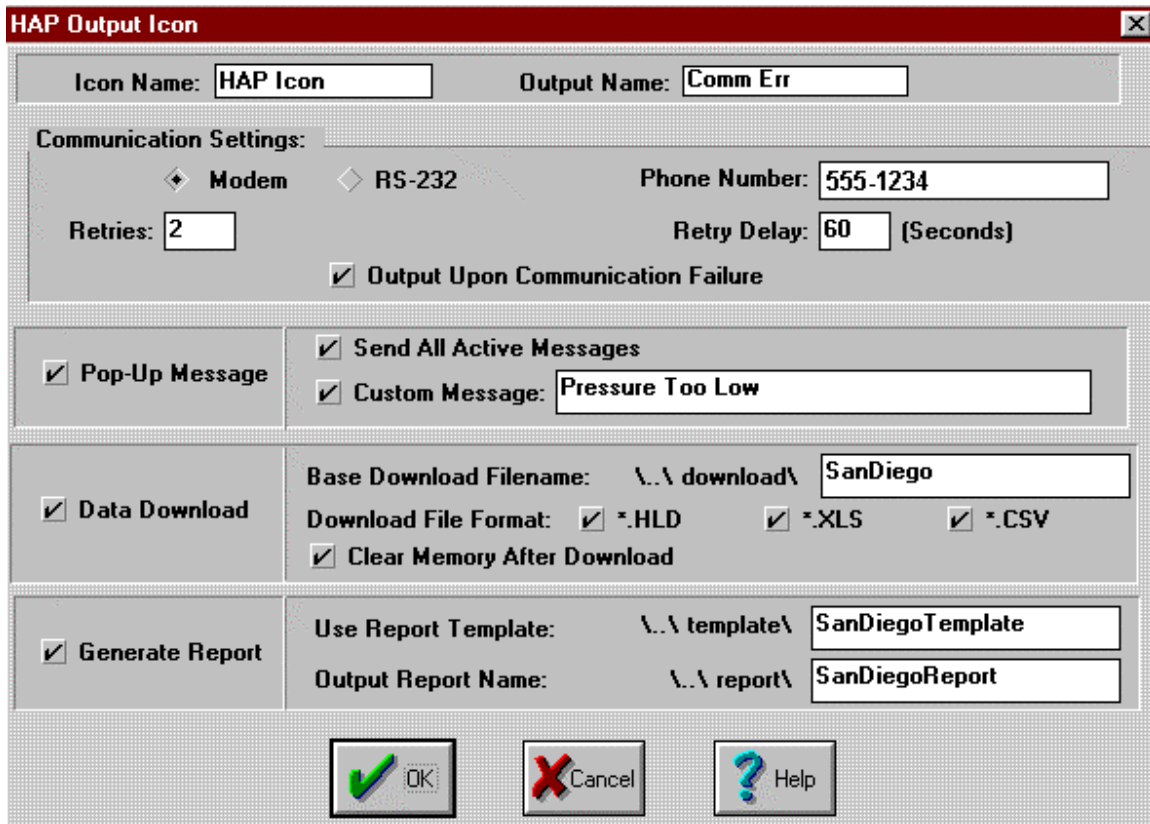 HAP Output Icon
Icon Name: HAP Icon Output Name: Comm Err
Communication Settings:
Modem RS-232 Phone Number: 555-1234
Retries: 2 Retry Delay: 60 (Seconds)
Output Upon Communication Failure
Pop-Up Message
Send All Active Messages
Custom Message: Pressure Too Low
Data Download
Base Download Filename: \..\ download\ SanDiego
Download File Format: *.HLD *.XLS *.CSV
Clear Memory After Download
Generate Report
Use Report Template: \..\ template\ SanDiegoTemplate
Output Report Name: \..\ report\ SanDiegoReport
OK Cancel Help